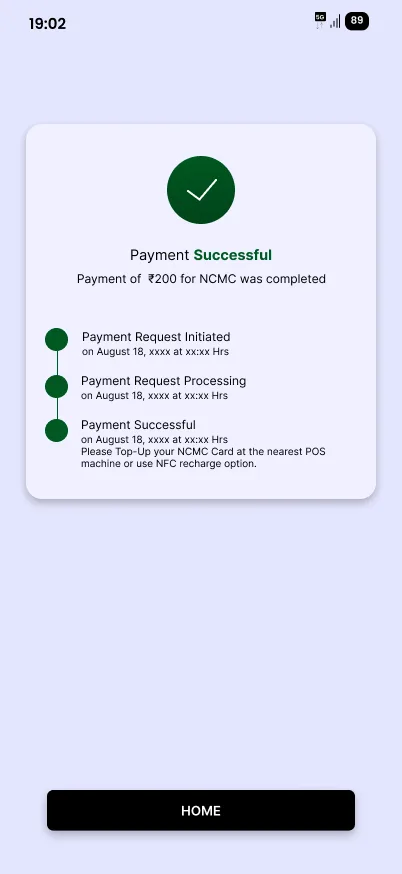 19:02
5G
89
Payment Successful
Payment of ₹200 for NCMC was completed
Payment Request Initiated
on August 18, xxxx at xx:xx Hrs
Payment Request Processing
on August 18, xxxx at xx:xx Hrs
Payment Successful
on August 18, xxxx at xx:xx Hrs
Please Top-Up your NCMC Card at the nearest POS
machine or use NFC recharge option.
HOME